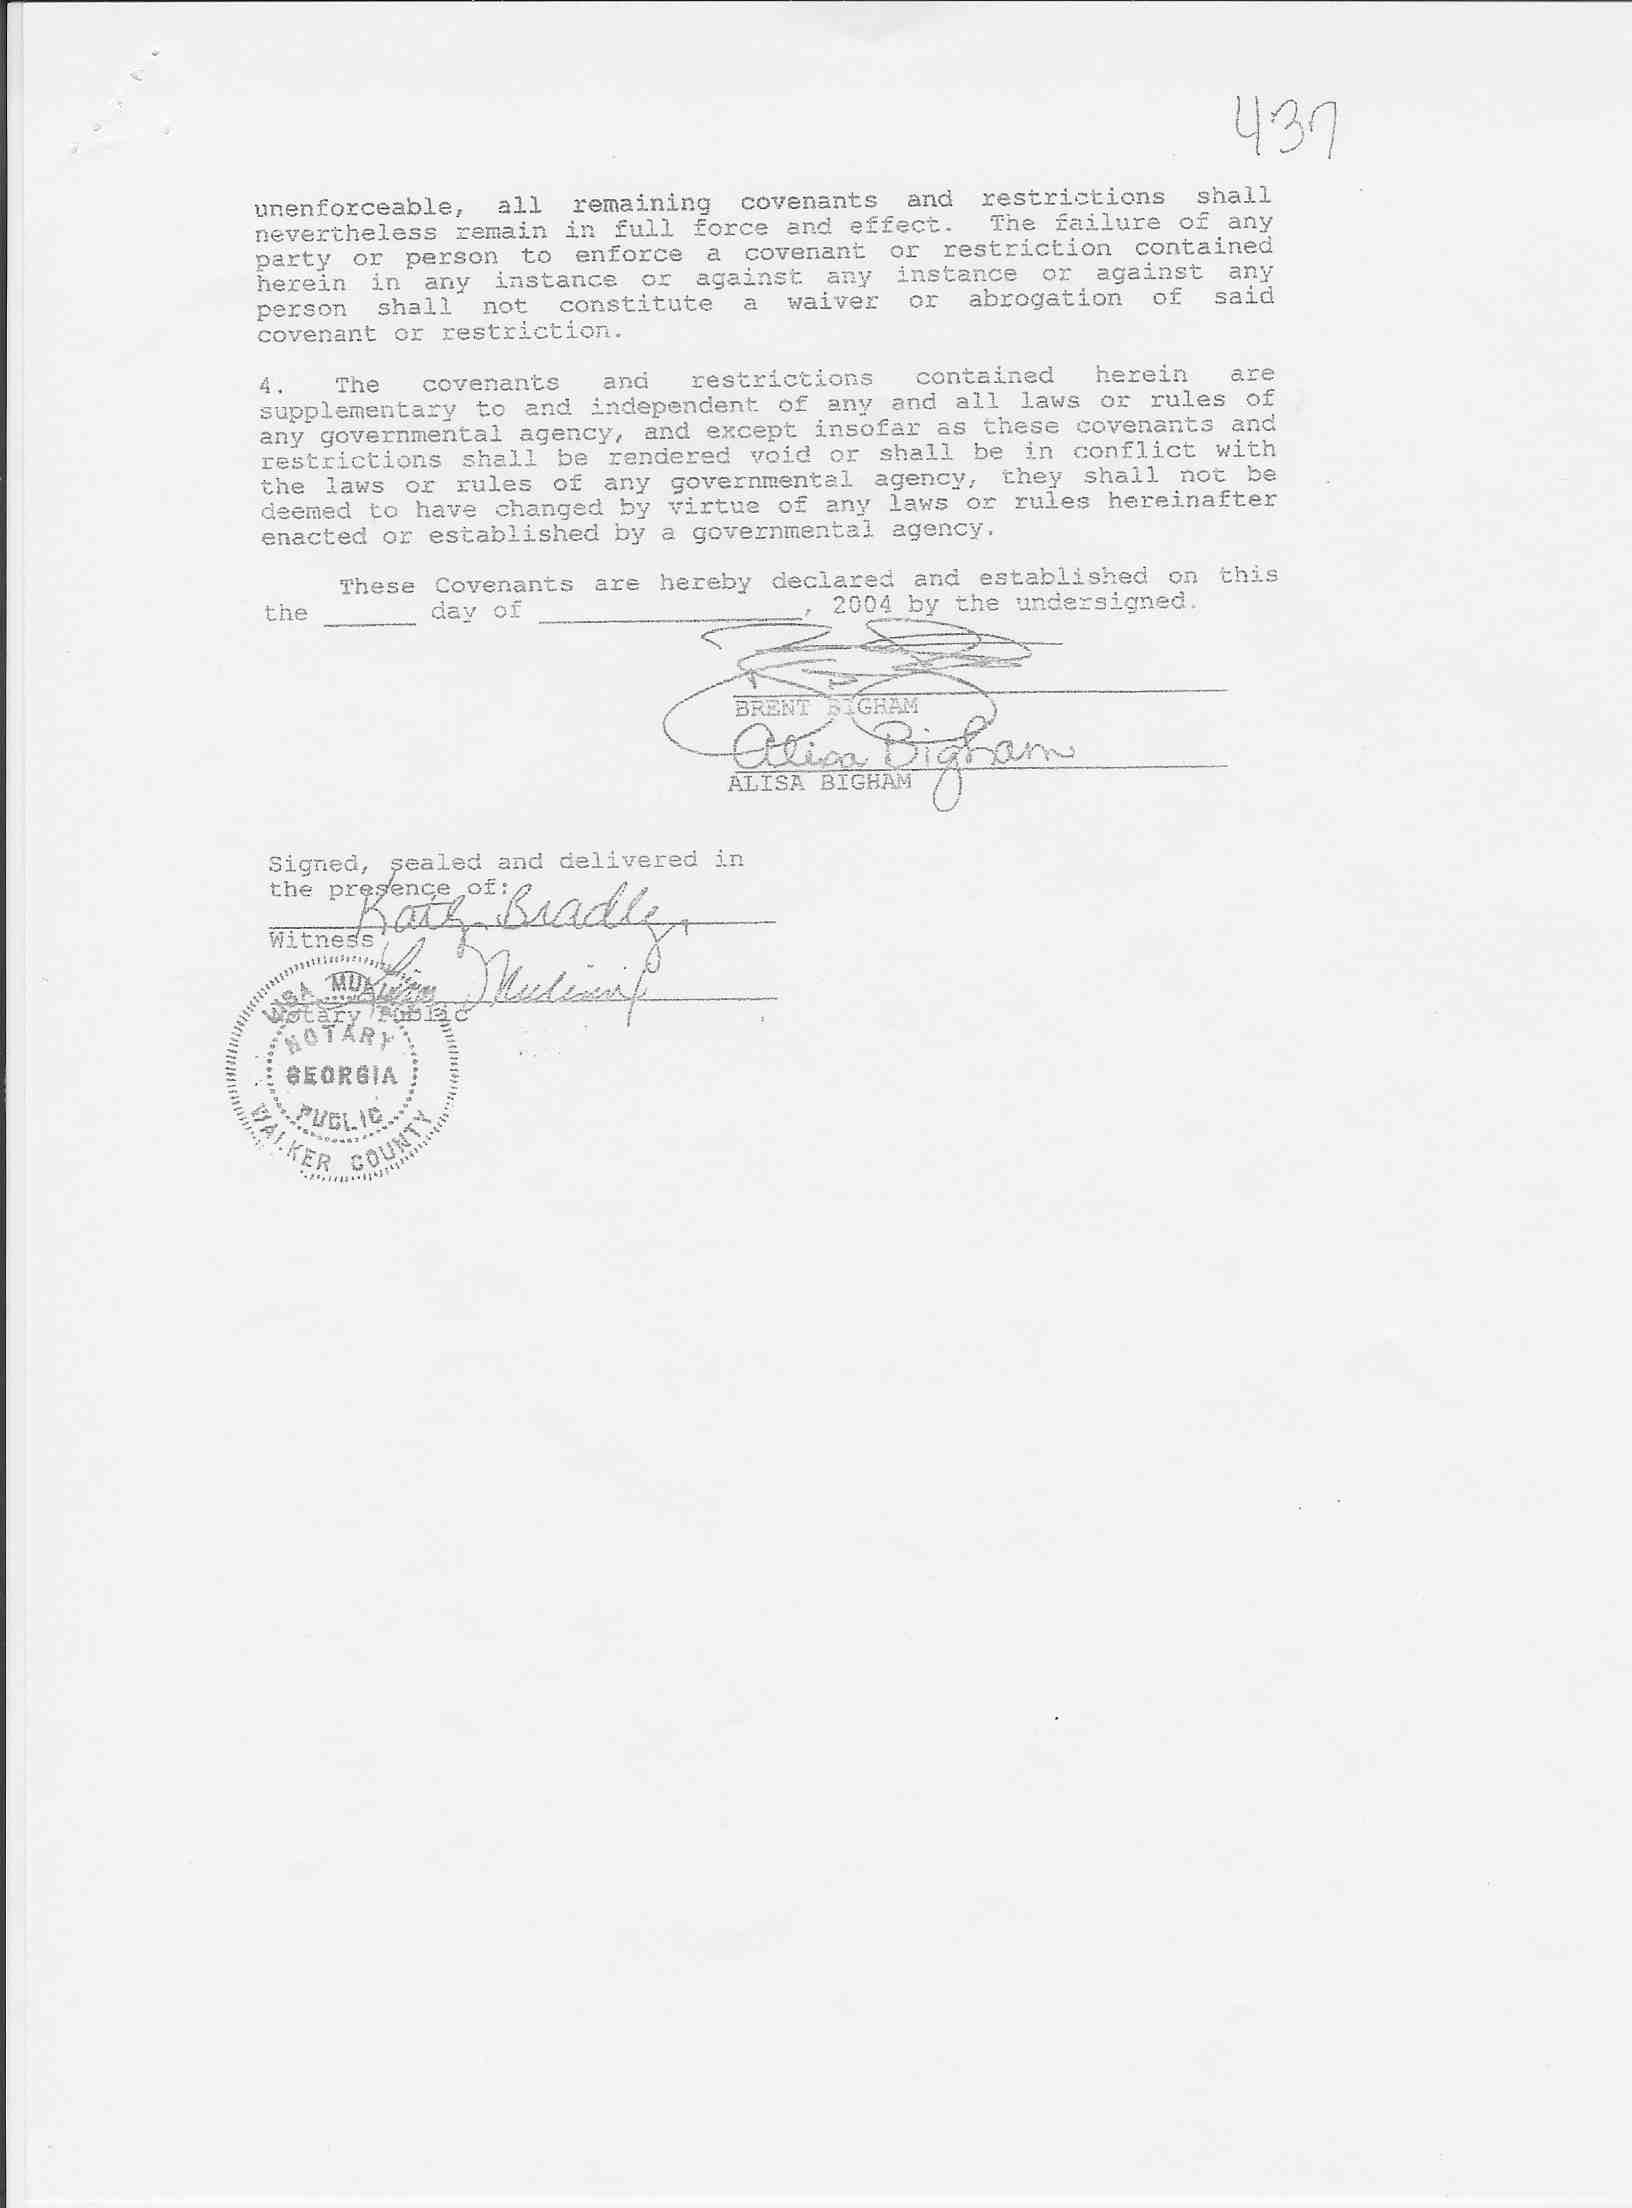 437
unenforceable, all remaining covenants and restrictions shall
nevertheless remain in full force and effect. The failure of any
party or person to enforce a covenant or restriction contained
herein in any instance or against any instance or against any
person shall not constitute a waiver or abrogation of said
covenant or restriction.
4. The covenants and restrictions contained herein are
supplementary to and independent of any and all laws or rules of
any governmental agency, and except insofar as these covenants and
restrictions shall be rendered void or shall be in conflict with
the laws or rules of any governmental agency, they shall not be
deemed to have changed by virtue of any laws or rules hereinafter
enacted or established by a governmental agency.
These Covenants are hereby declared and established on this
the ______ day of _________________, 2004 by the undersigned.
BRENT BIGHAM
Alisa Bigham
ALISA BIGHAM
Signed, sealed and delivered in
the presence of:
Kathy Bradley
Witness
Notary Public
NOTARY
GEORGIA
PUBLIC
WALKER COUNTY